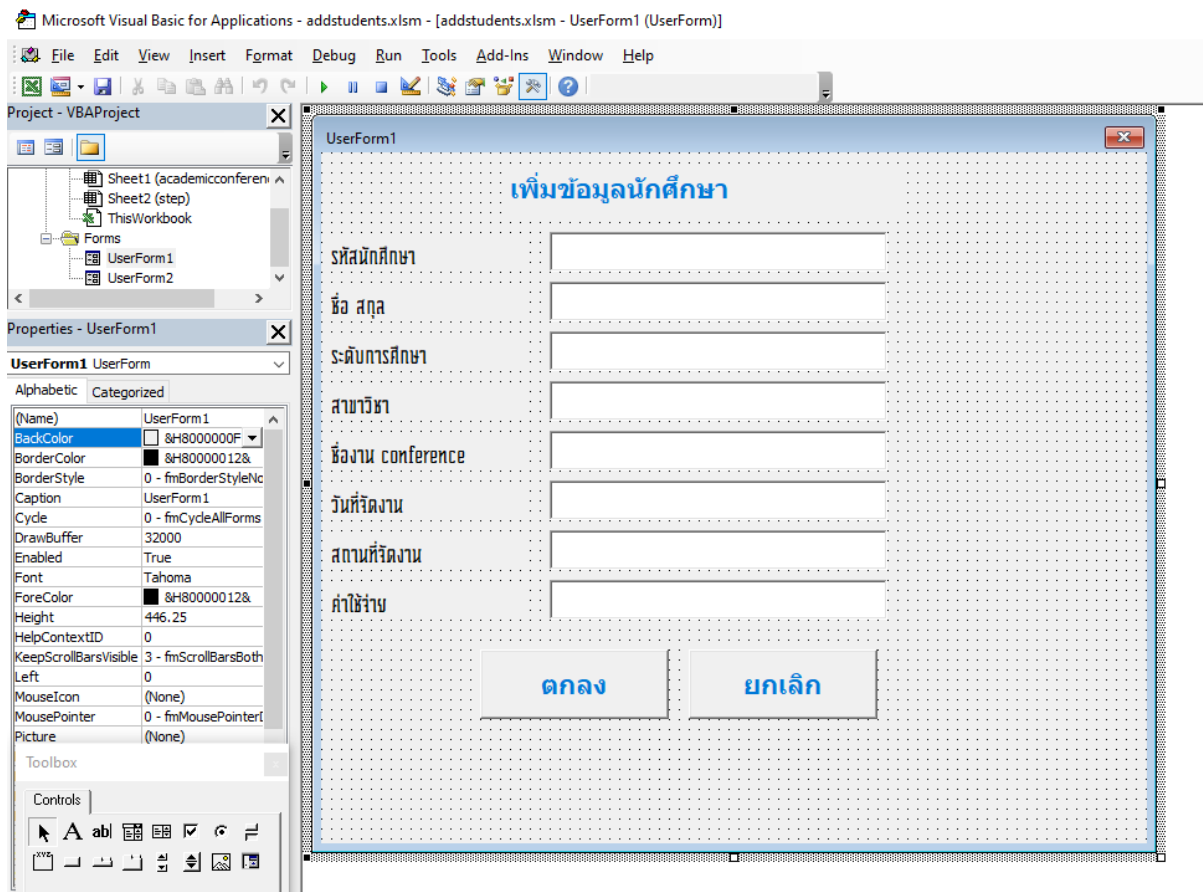 Microsoft Visual Basic for Applications - addstudents.xlsm - [addstudents.xlsm - UserForm1 (UserForm)]
File Edit View Insert Format Debug Run Tools Add-Ins Window Help
Project - VBAProject
Sheet1 (academicconferen
Sheet2 (step)
ThisWorkbook
Forms
UserForm1
UserForm2
Properties - UserForm1
UserForm1 UserForm
Alphabetic Categorized
(Name) UserForm1
BackColor &H8000000F
BorderColor &H80000012&
BorderStyle 0 - fmBorderStyleNo
Caption UserForm1
Cycle 0 - fmCycleAllForms
DrawBuffer 32000
Enabled True
Font Tahoma
ForeColor &H80000012&
Height 446.25
HelpContextID 0
KeepScrollBarsVisible 3 - fmScrollBarsBoth
Left 0
MouseIcon (None)
MousePointer 0 - fmMousePointerD
Picture (None)
Toolbox
Controls
A abl
XYZ
UserForm1
เพิ่มข้อมูลนักศึกษา
รหัสนักศึกษา
ชื่อ สกุล
ระดับการศึกษา
สาขาวิชา
ชื่องาน conference
วันที่จัดงาน
สถานที่จัดงาน
ค่าใช้จ่าย
ตกลง ยกเลิก